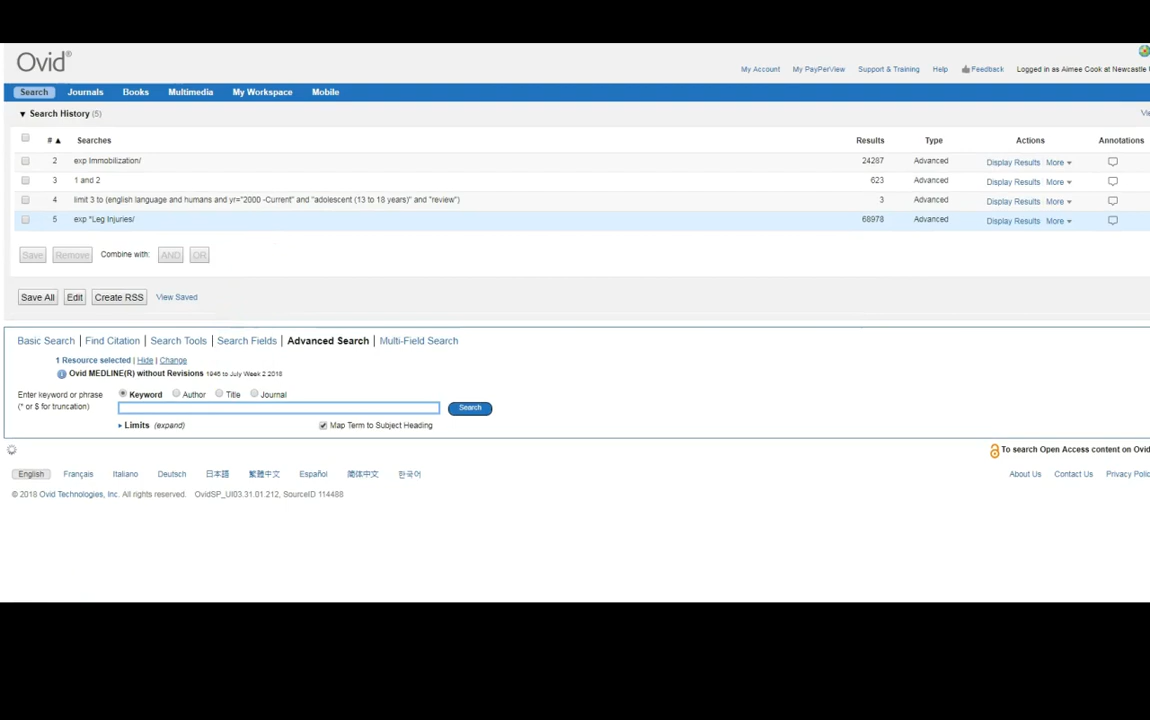 Ovid®
My Account My PayPerView Support & Training Help Feedback Logged in as Aimee Cook at Newcastle
Search Journals Books Multimedia My Workspace Mobile
▼ Search History (5)
# ▲ Searches Results Type Actions Annotations
2 exp Immobilization/ 24287 Advanced Display Results More
3 1 and 2 623 Advanced Display Results More
4 limit 3 to (english language and humans and yr="2000 -Current" and "adolescent (13 to 18 years)" and "review") 3 Advanced Display Results More
5 exp *Leg Injuries/ 68978 Advanced Display Results More
Save Remove Combine with: AND OR
Save All Edit Create RSS View Saved
Basic Search | Find Citation | Search Tools | Search Fields | Advanced Search | Multi-Field Search
1 Resource selected | Hide | Change
Ovid MEDLINE(R) without Revisions 1946 to July Week 2 2018
Enter keyword or phrase
(* or $ for truncation)
Keyword Author Title Journal
Search
Limits (expand) Map Term to Subject Heading
To search Open Access content on Ovid
English Français Italiano Deutsch 日本語 繁體中文 Español 简体中文 한국어
About Us Contact Us Privacy
© 2018 Ovid Technologies, Inc. All rights reserved. OvidSP_UI03.31.01.212, SourceID 114488